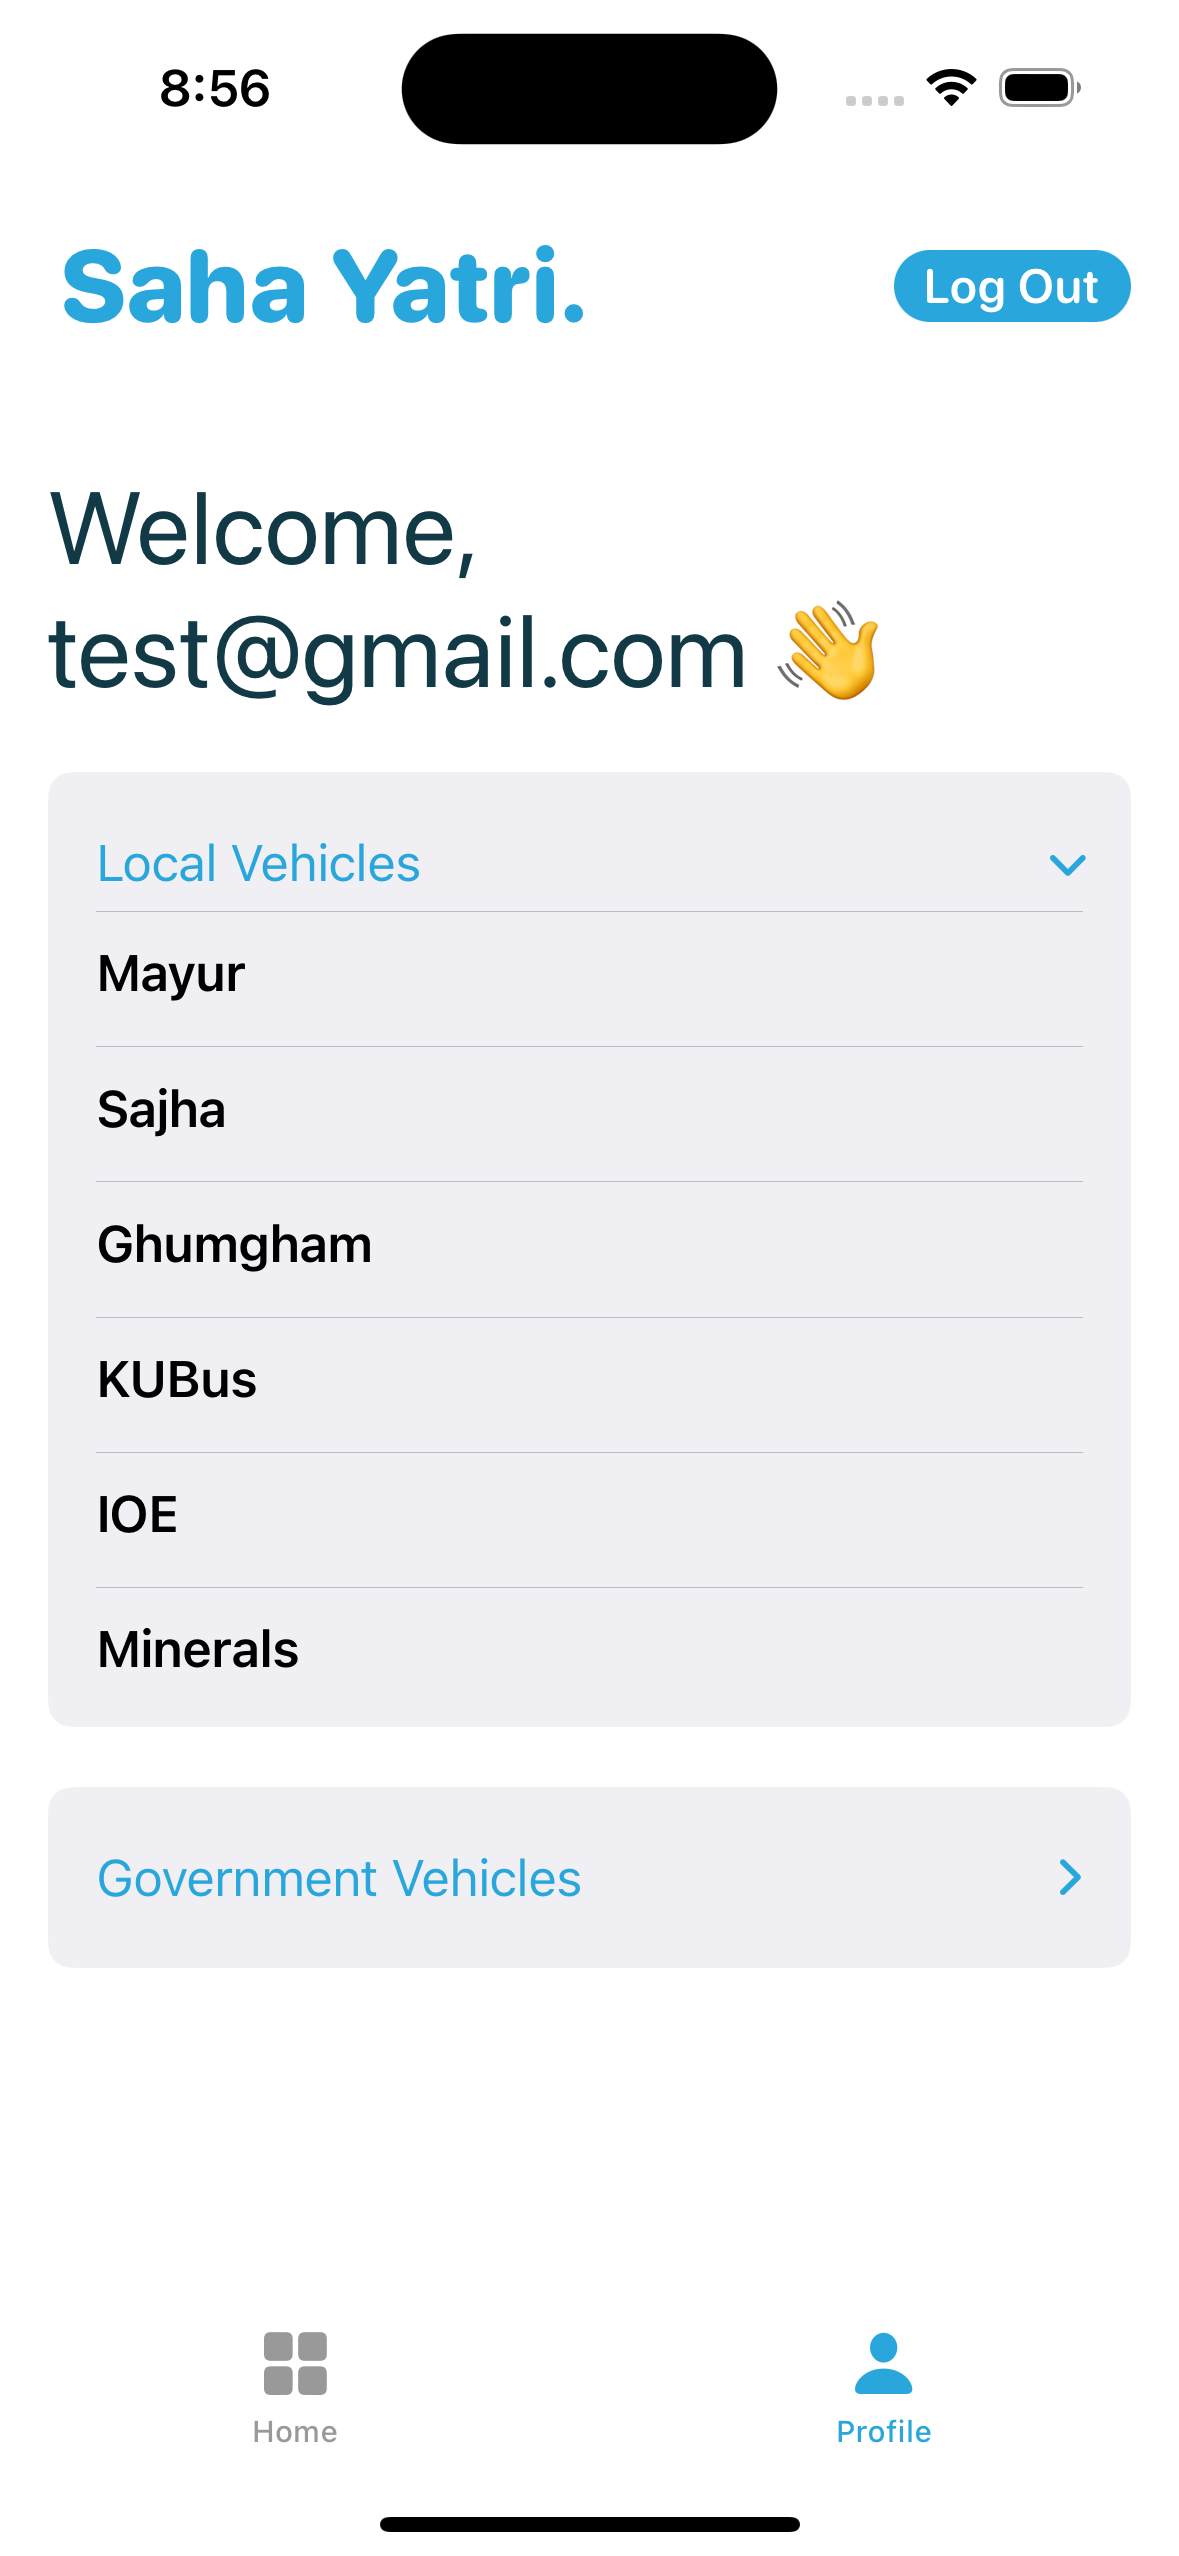 8:56
Saha Yatri.
Log Out
Welcome,
test@gmail.com 👋
Local Vehicles
Mayur
Sajha
Ghumgham
KUBus
IOE
Minerals
Government Vehicles
Home
Profile